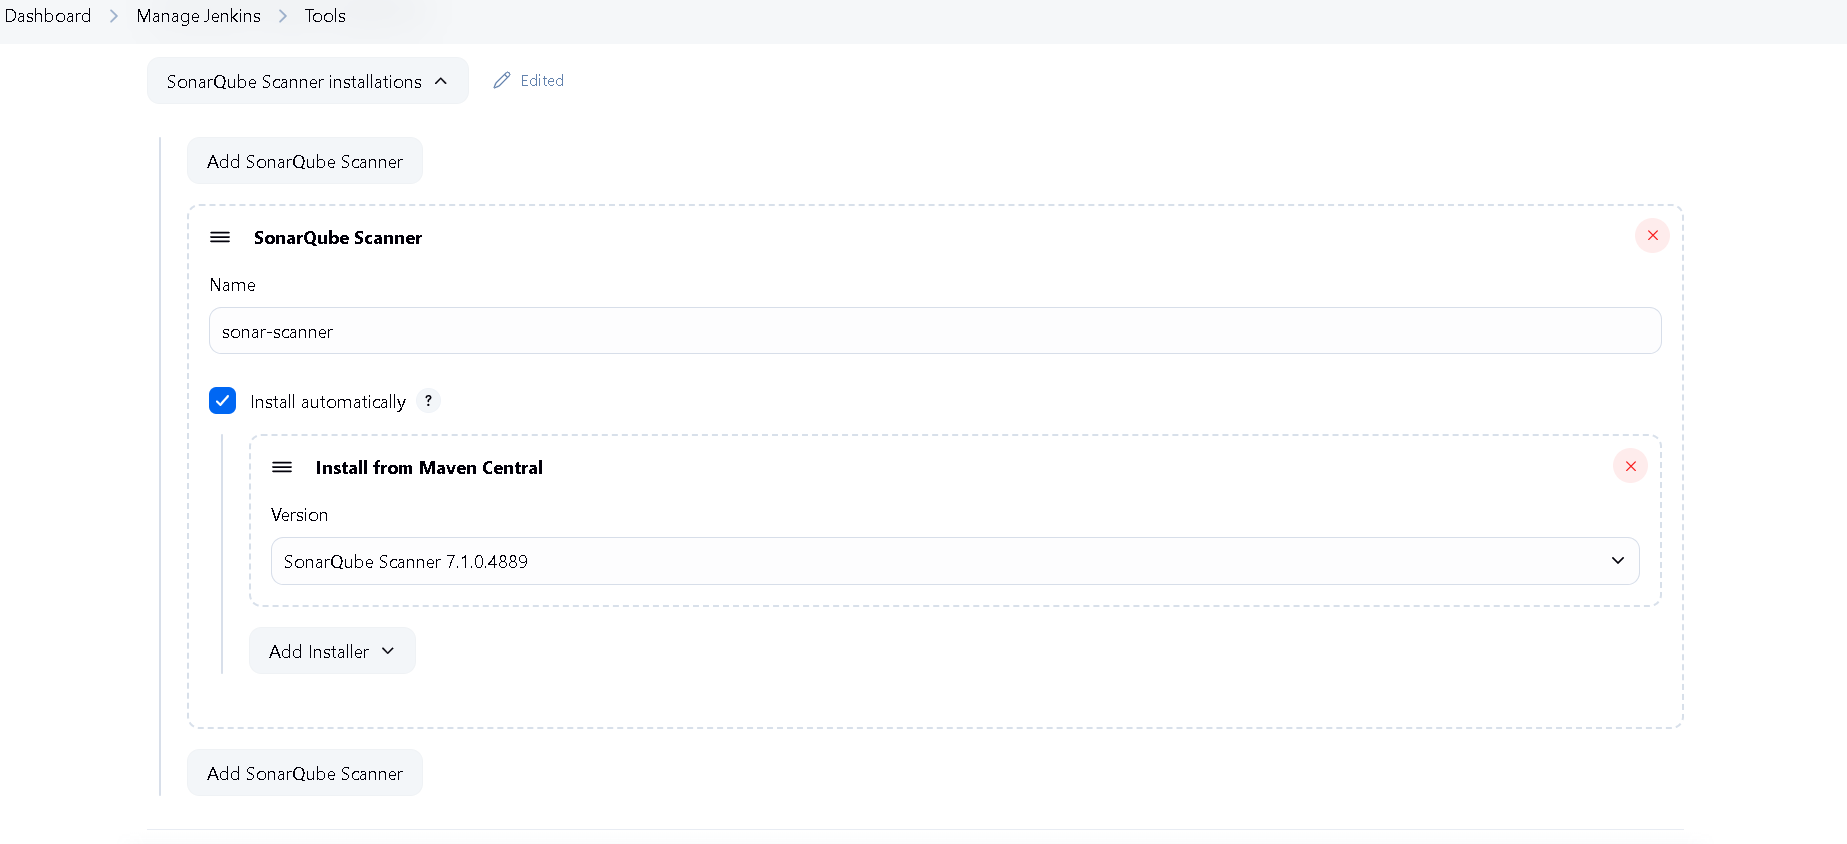 Dashboard > Manage Jenkins > Tools
SonarQube Scanner installations Edited
Add SonarQube Scanner
SonarQube Scanner
Name
sonar-scanner
Install automatically ?
Install from Maven Central
Version
SonarQube Scanner 7.1.0.4889
Add Installer
Add SonarQube Scanner